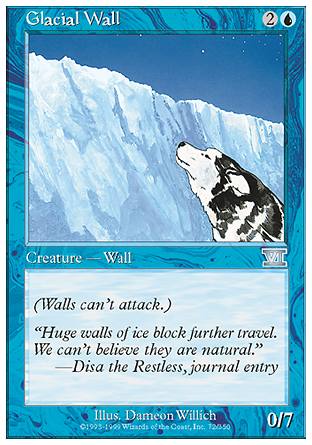 Glacial Wall 2
Creature — Wall VI
(Walls can't attack.)
“Huge walls of ice block further travel.
We can't believe they are natural.”
—Disa the Restless, journal entry
Illus. Dameon Willich
©1993-1999 Wizards of the Coast, Inc. 72/350
0/7